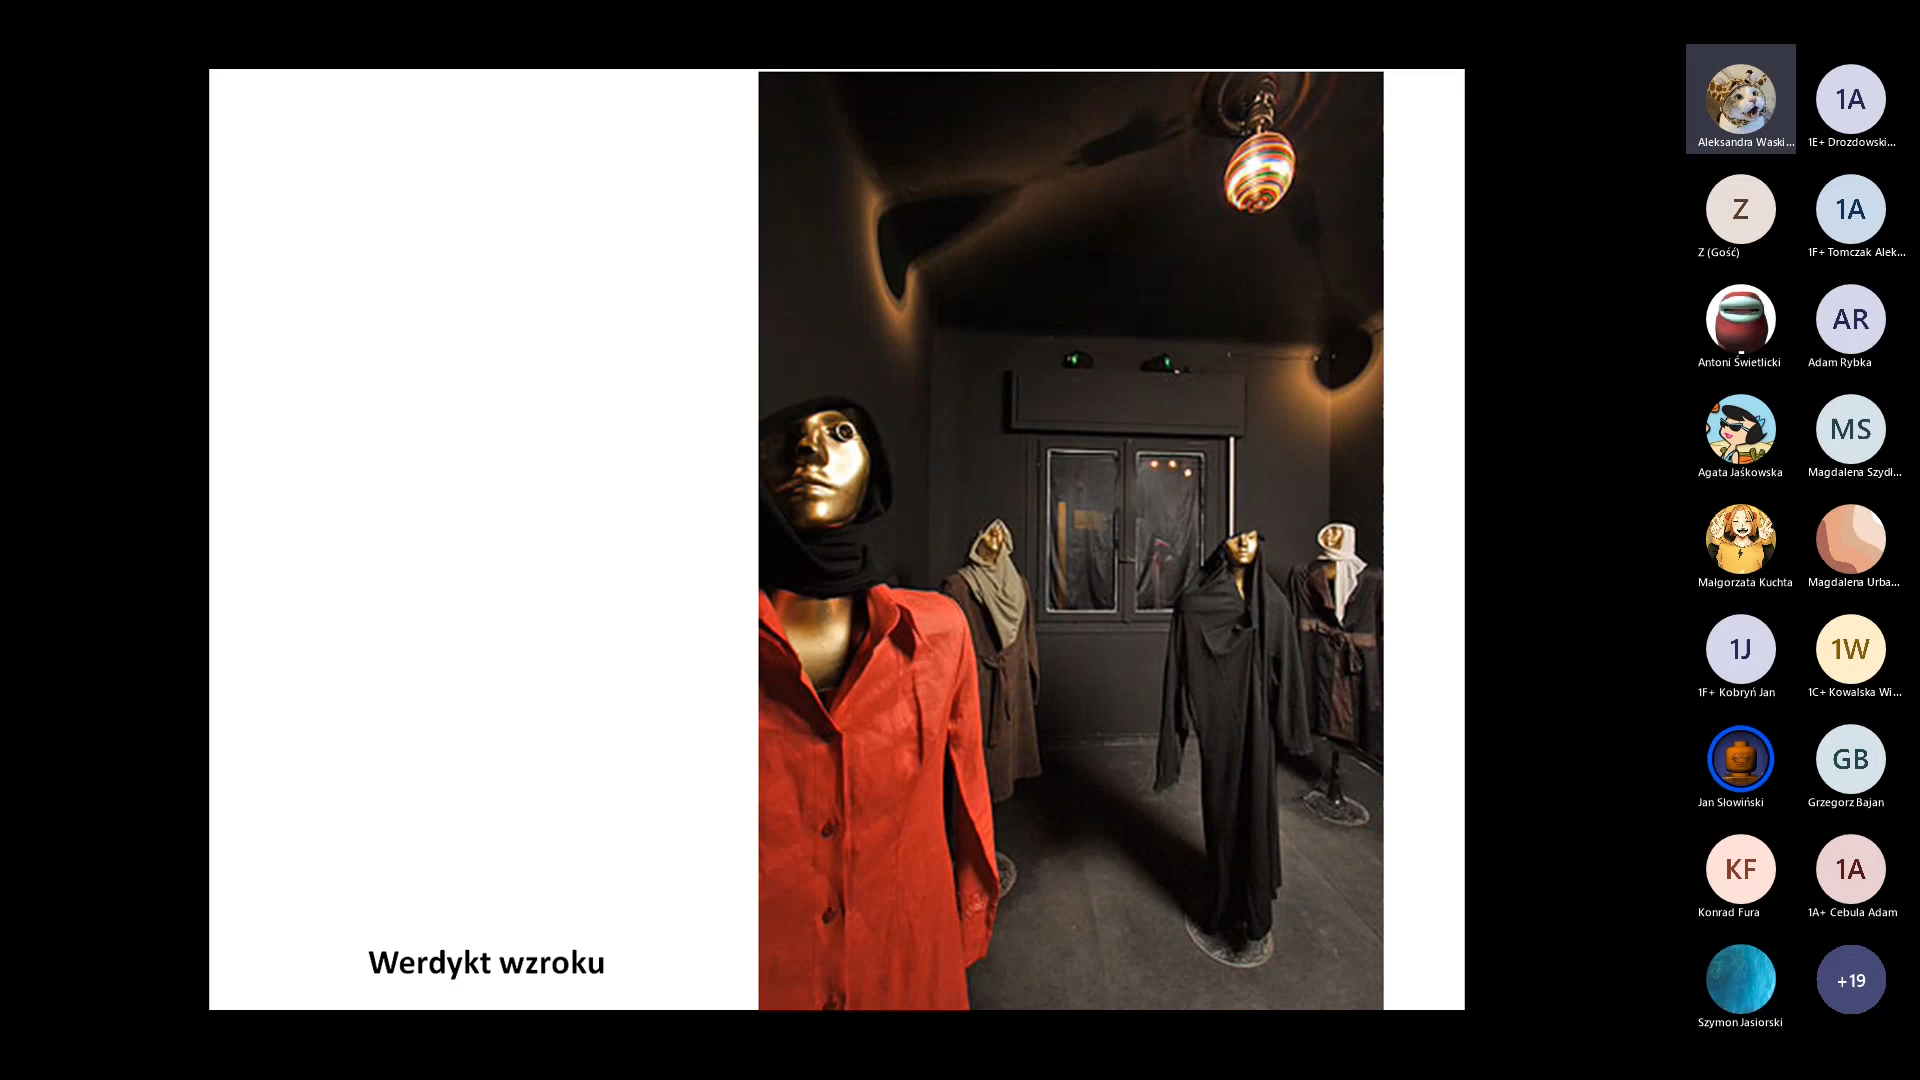 Werdykt wzroku
Aleksandra Waski...
1A
1E+ Drozdowski...
Z
Z (Gość)
1A
1F+ Tomczak Alek...
Antoni Świetlicki
AR
Adam Rybka
Agata Jaśkowska
MS
Magdalena Szydł...
Małgorzata Kuchta
Magdalena Urba...
1J
1F+ Kobryń Jan
1W
1C+ Kowalska Wi...
Jan Słowiński
GB
Grzegorz Bajan
KF
Konrad Fura
1A
1A+ Cebula Adam
Szymon Jasiorski
+19